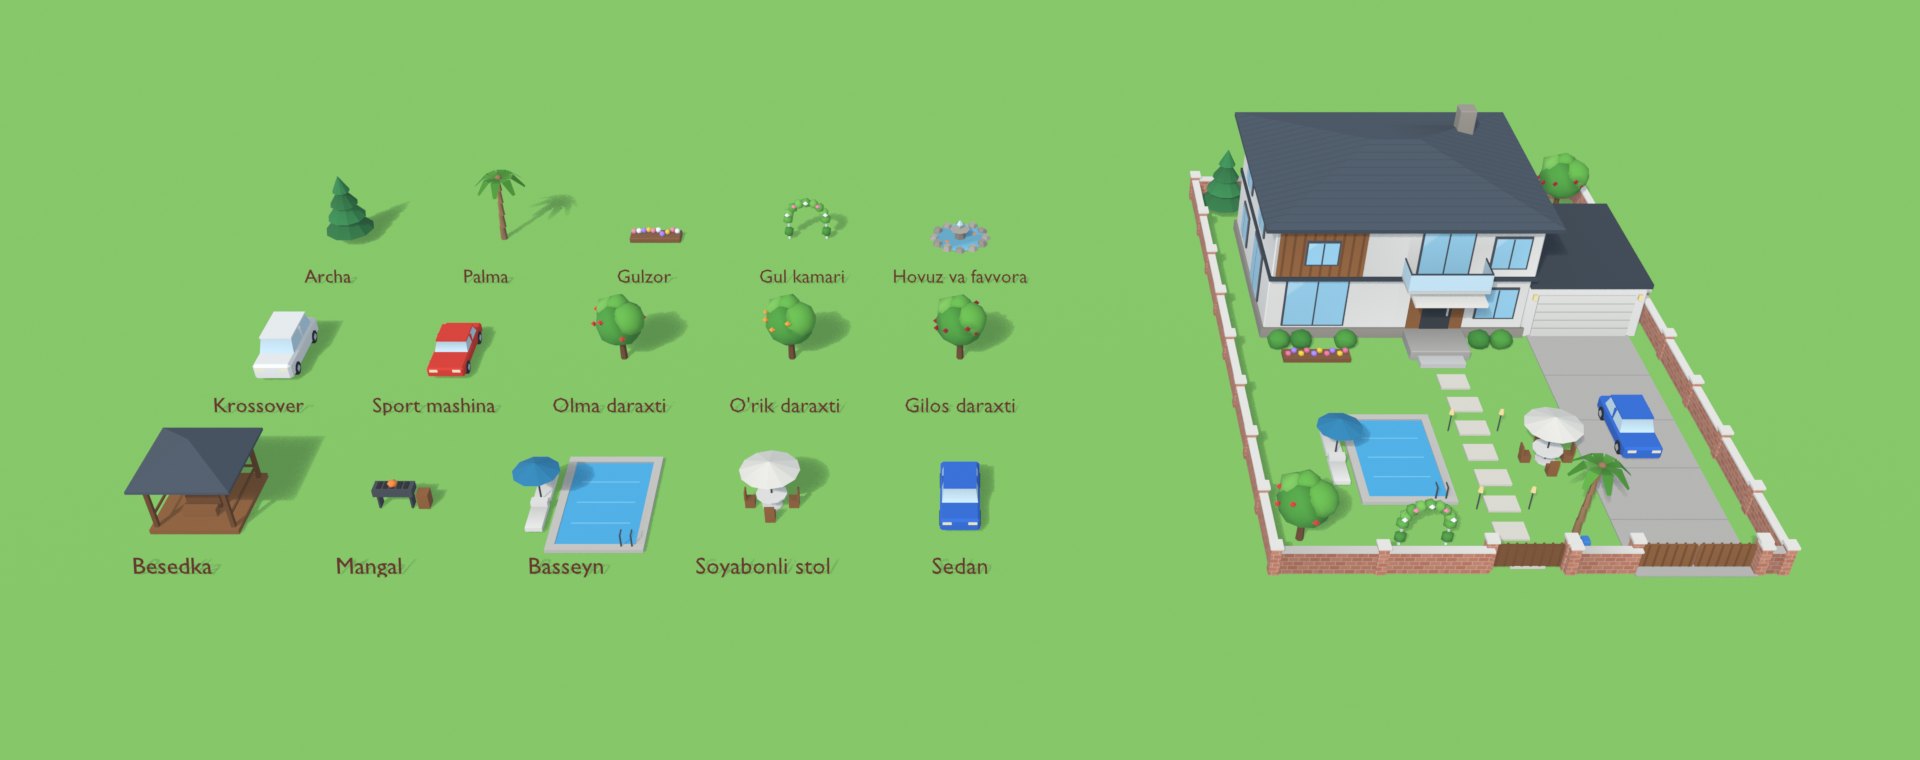 Archa
Palma
Gulzor
Gul kamari
Hovuz va favvora
Krossover
Sport mashina
Olma daraxti
O'rik daraxti
Gilos daraxti
Besedka
Mangal
Basseyn
Soyabonli stol
Sedan